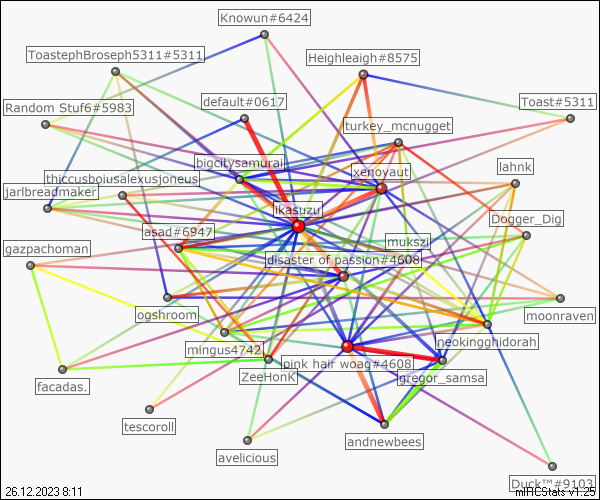 Knowun#6424
ToastephBroseph5311#5311
Heighleaigh#8575
Random Stuf6#5983
default#0617
Toast#5311
turkey_mcnugget
bigcitysamurai
xenoyaut
lahnk
thiccusboiusalexusioneus
jarlbreadmaker
ikasuzu
Dogger_Dig
asad#6947
mukszi
gazpachoman
disaster of passion#4608
ogshroom
moonraven
mingus4742
neokingghidorah
pink hair woag#4608
ZeeHonK
gregor_samsa
facadas.
tescoroll
andnewbees
avelicious
Duck™#9103
26.12.2023 8:11
mIRCStats v1.25